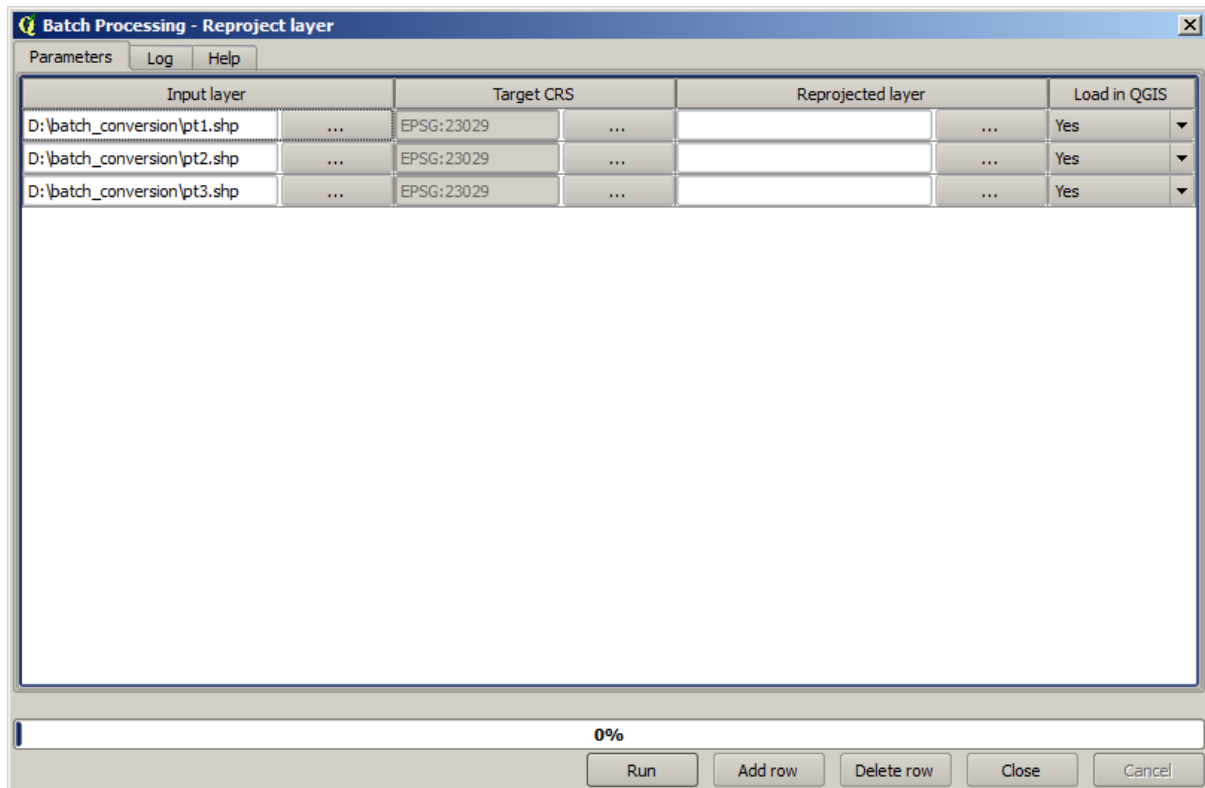 Batch Processing - Reproject layer
Parameters Log Help
Input layer Target CRS Reprojected layer Load in QGIS
D:\batch_conversion\pt1.shp ... EPSG:23029 ... ... Yes
D:\batch_conversion\pt2.shp ... EPSG:23029 ... ... Yes
D:\batch_conversion\pt3.shp ... EPSG:23029 ... ... Yes
0%
Run Add row Delete row Close Cancel